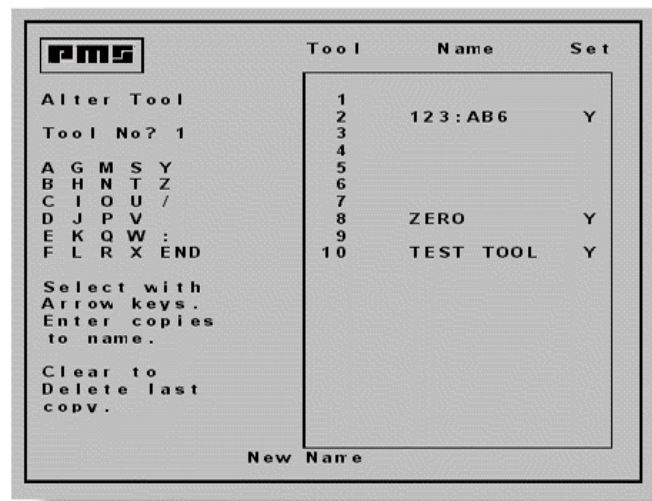 PMS
Tool Name Set
Alter Tool
Tool No? 1
A G M S Y
B H N T Z
C I O U /
D J P V
E K Q W :
F L R X END
Select with
Arrow keys.
Enter copies
to name.
Clear to
Delete last
copy.
1
2 123:AB6 Y
3
4
5
6
7
8 ZERO Y
9
10 TEST TOOL Y
New Name